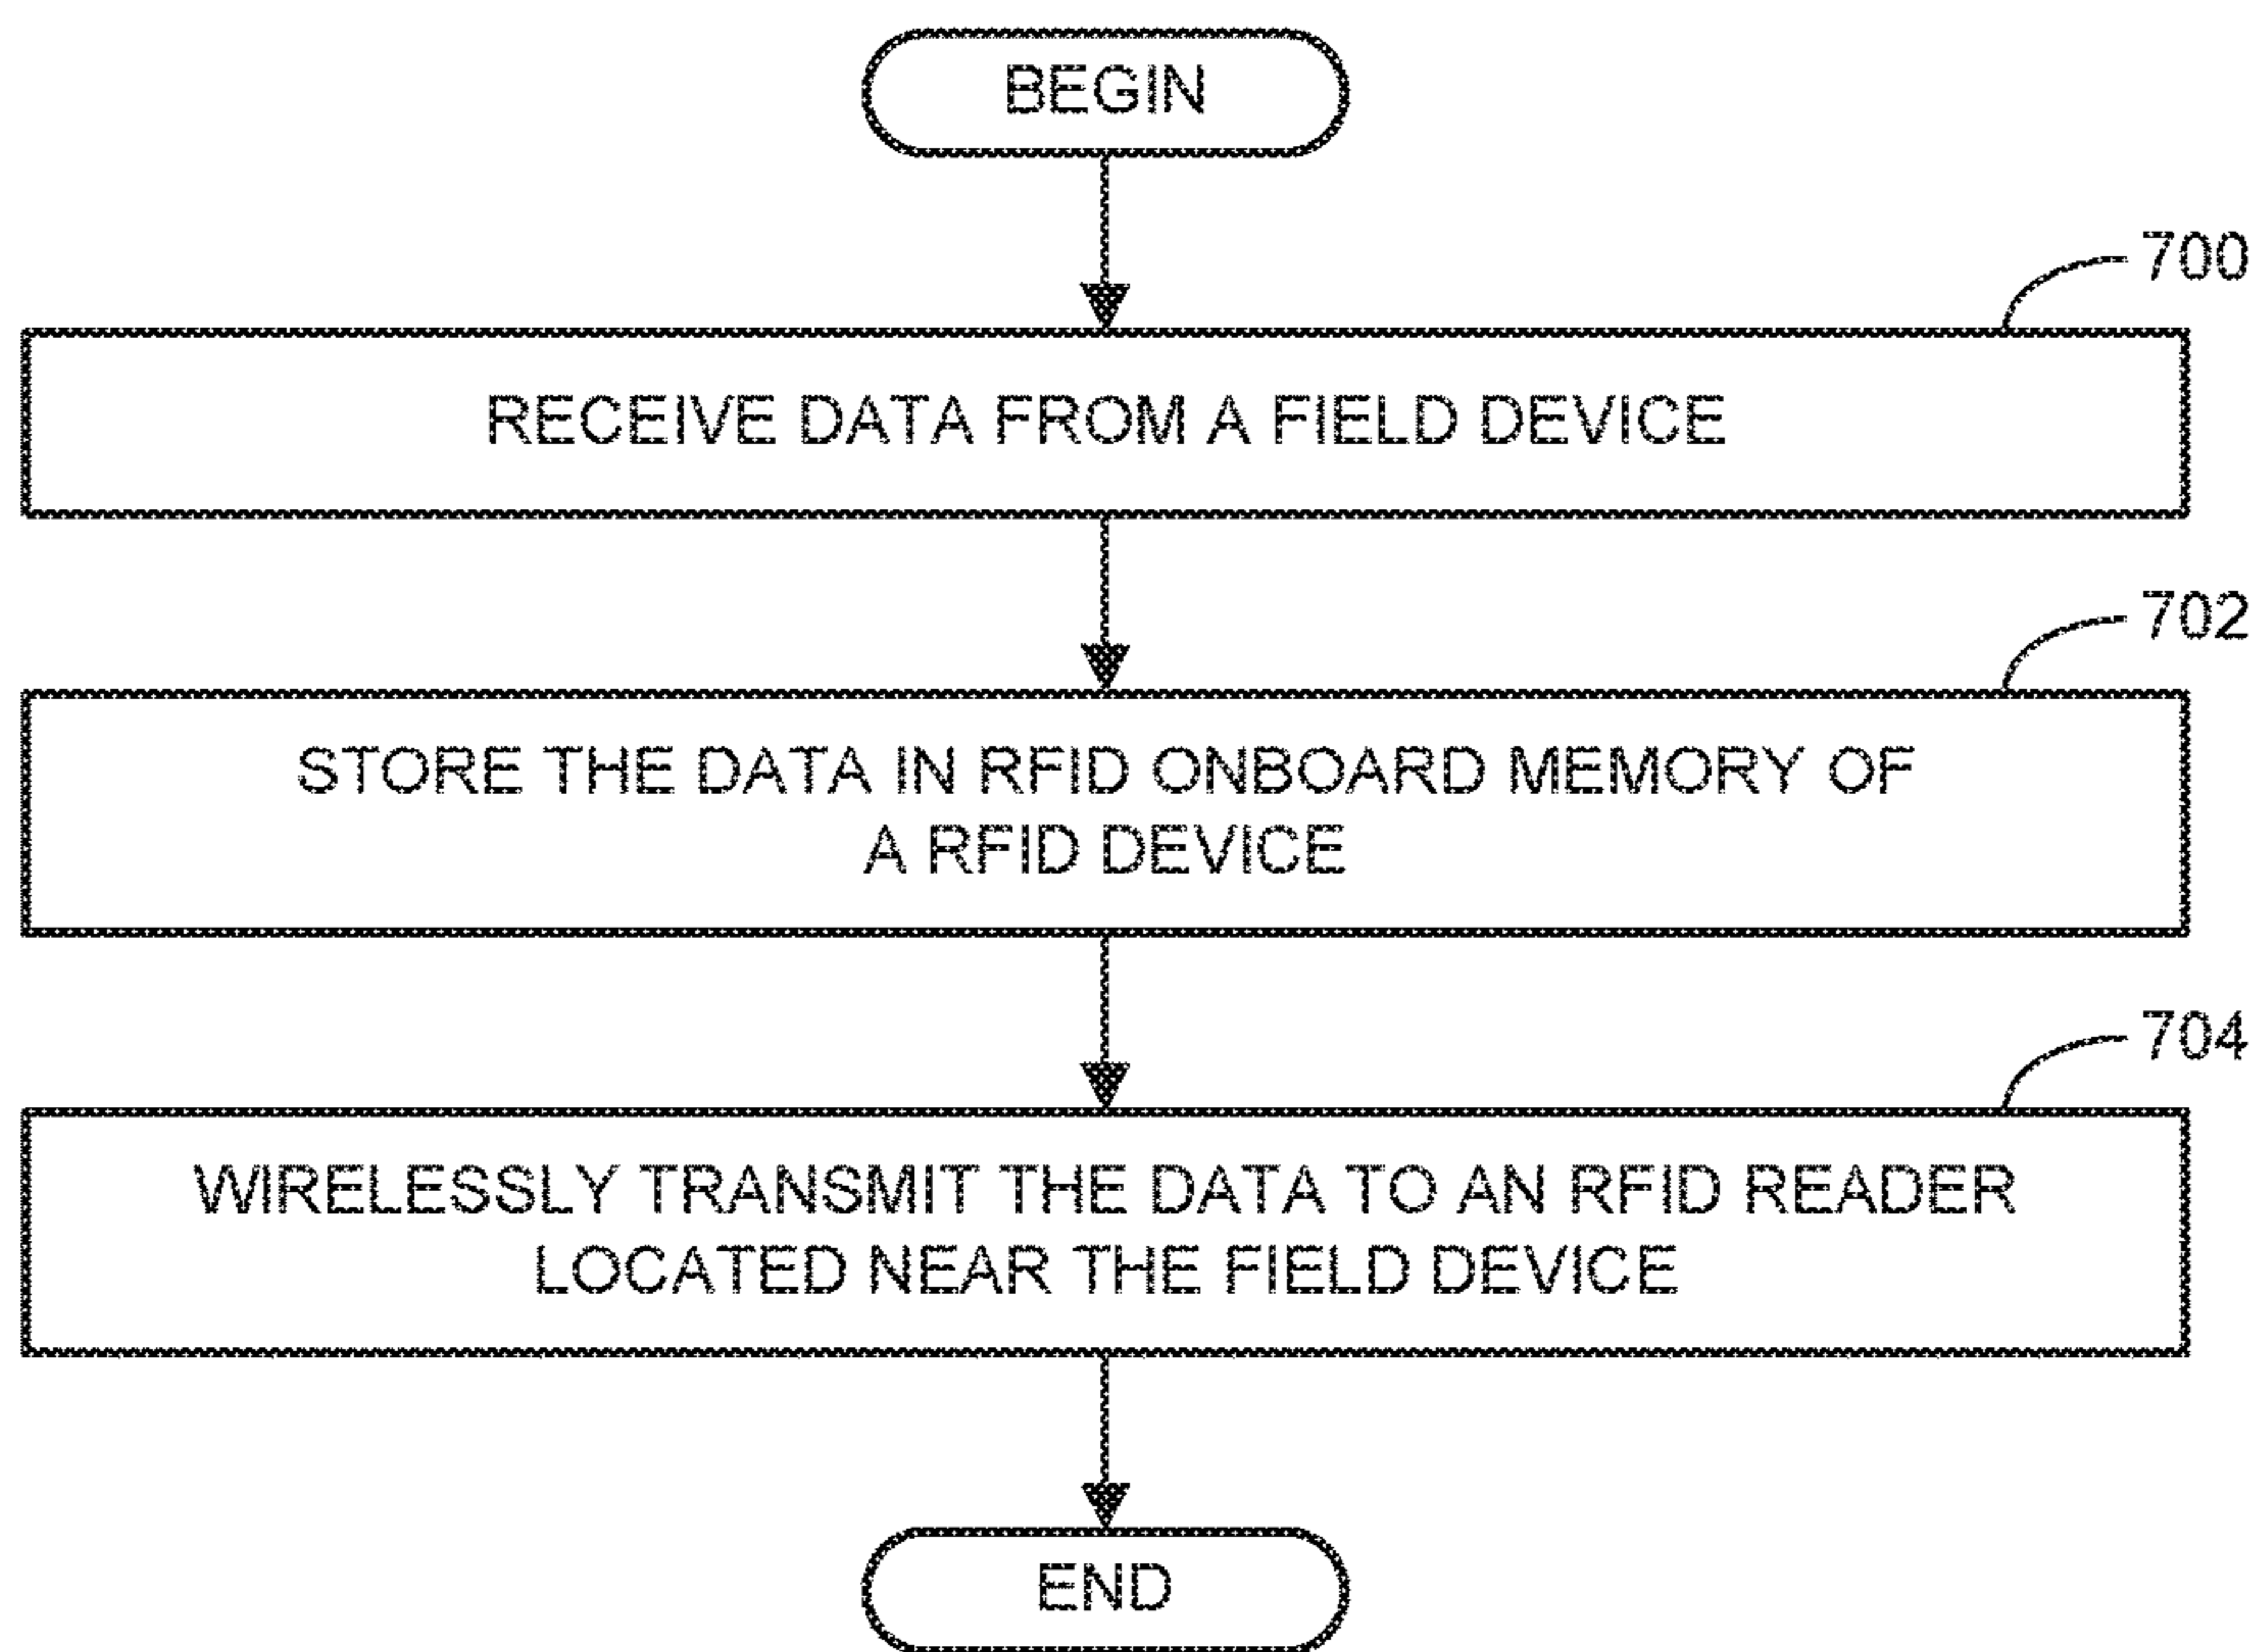 BEGIN
700
RECEIVE DATA FROM A FIELD DEVICE
702
STORE THE DATA IN RFID ONBOARD MEMORY OF
A RFID DEVICE
704
WIRELESSLY TRANSMIT THE DATA TO AN RFID READER
LOCATED NEAR THE FIELD DEVICE
END